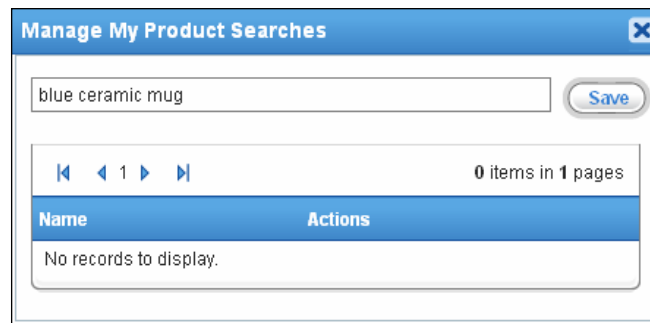 Manage My Product Searches
blue ceramic mug
Save
1
0 items in 1 pages
Name Actions
No records to display.